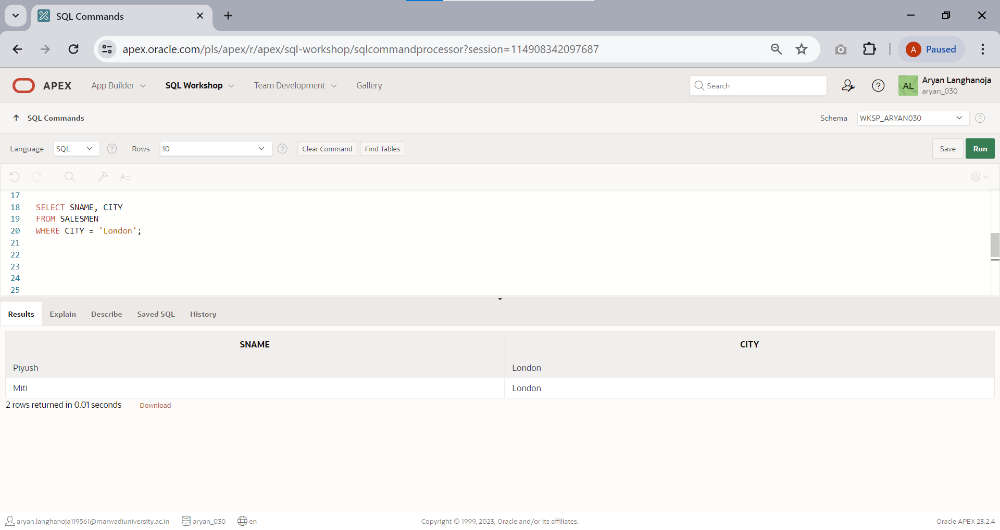 SQL Commands
apex.oracle.com/pls/apex/r/apex/sql-workshop/sqlcommandprocessor?session=114908342097687
A Paused
APEX App Builder SQL Workshop Team Development Gallery Search AL Aryan Langhanoja
aryan_030
SQL Commands Schema WKSP_ARYAN030 ?
Language SQL ? Rows 10 ? Clear Command Find Tables Save Run
17
18 SELECT SNAME, CITY
19 FROM SALESMEN
20 WHERE CITY = 'London';
21
22
23
24
25
Results Explain Describe Saved SQL History
SNAME CITY
Piyush London
Miti London
2 rows returned in 0.01 seconds Download
aryan.langhanoja119561@marwadiuniversity.ac.in aryan_030 en Copyright © 1999, 2023, Oracle and/or its affiliates. Oracle APEX 23.2.4